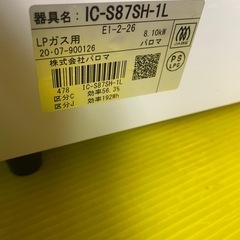 器具名: IC-S87SH-1L
E1-2-26
LPガス用 8.10kW
20·07-900126 パロマ
株式会社パロマ
478 IC-S87SH-1L
区分C 効率56.3%
区分J 効率192Wh
PS
LPG